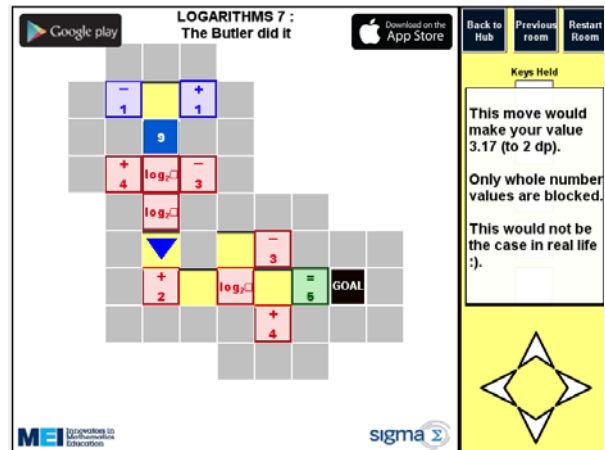 LOGARITHMS 7 :
The Butler did it
Google play
Download on the
App Store
Back to
Hub
Previous
room
Restart
Room
Keys Held
This move would
make your value
3.17 (to 2 dp).
Only whole number
values are blocked.
This would not be
the case in real life
:).
− +
1 1
9
+ log₂□ −
4 3
log₂□
−
3
+ log₂□ = GOAL
2 5
+
4
MEI Innovators in
Mathematics
Education
sigma Σ